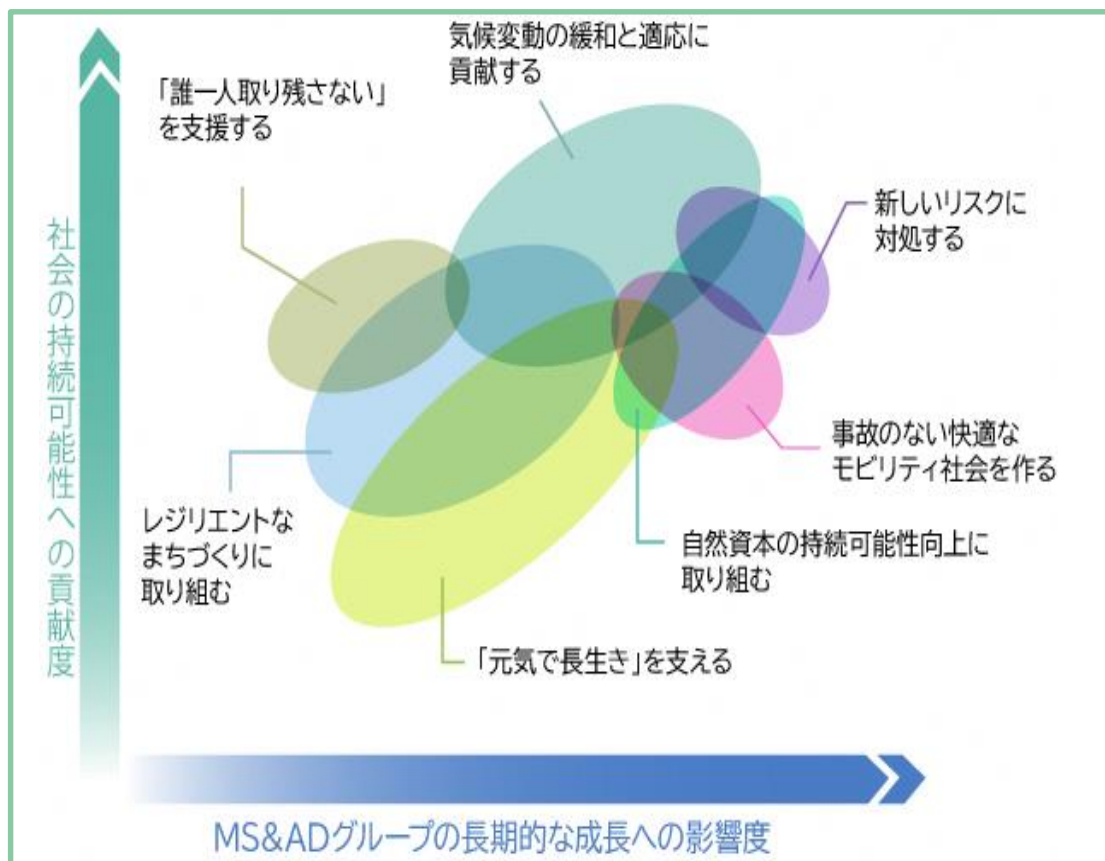 気候変動の緩和と適応に
貢献する
「誰一人取り残さない」
を支援する
新しいリスクに
対処する
社会の持続可能性への貢献度
事故のない快適な
モビリティ社会を作る
レジリエントな
まちづくりに
取り組む
自然資本の持続可能性向上に
取り組む
「元気で長生き」を支える
MS&ADグループの長期的な成長への影響度